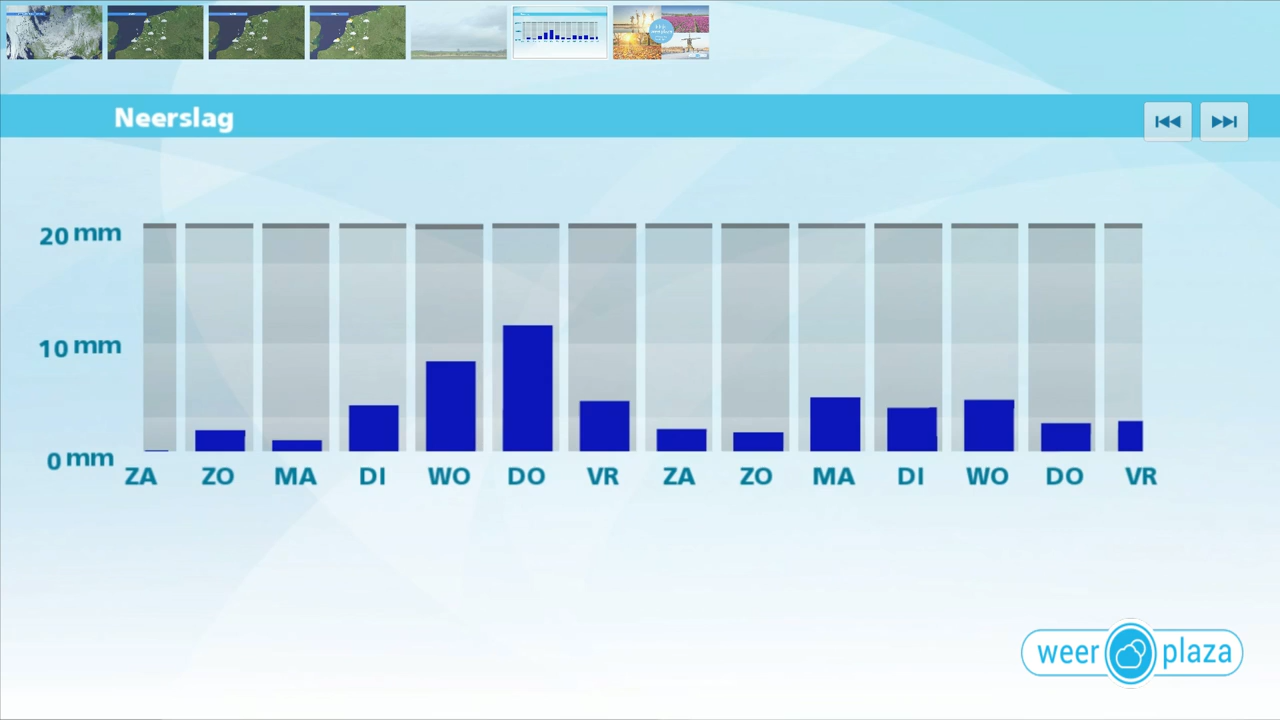 Neerslag
20 mm
10 mm
0 mm
ZA ZO MA DI WO DO VR ZA ZO MA DI WO DO VR
weer plaza